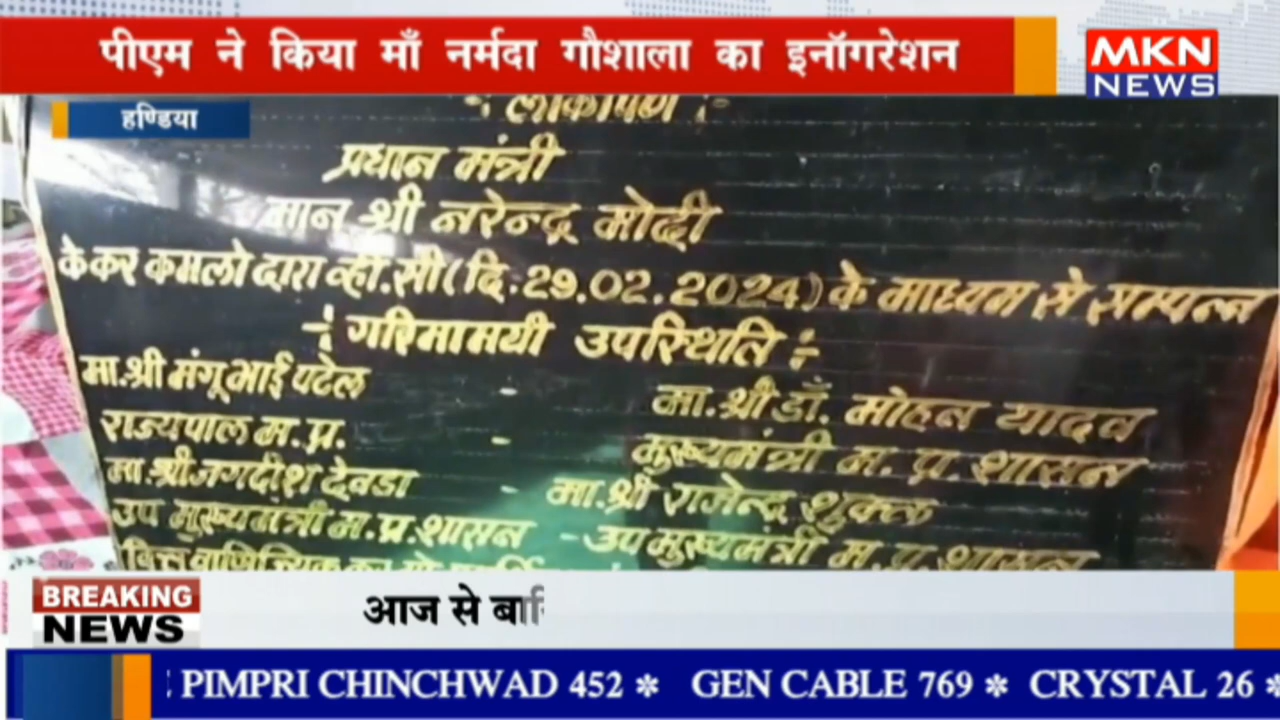 पीएम ने किया माँ नर्मदा गौशाला का इनॉगरेशन
MKN
NEWS
हण्डिया
-: लोकार्पण :-
प्रधान मंत्री
मान. श्री नरेन्द्र मोदी
के कर कमलो द्वारा व्ही.सी (दि.29.02.2024) के माध्यम से सम्पन्न
-: गरिमामयी उपस्थिति :-
मा.श्री मंगूभाई पटेल - मा.श्री डॉ. मोहन यादव
राज्यपाल म.प्र. - मुख्यमंत्री म.प्र.शासन
मा.श्री जगदीश देवडा - मा.श्री राजेन्द्र शुक्ल
उप मुख्यमंत्री म.प्र.शासन - उप मुख्यमंत्री म.प्र.शासन
BREAKING
NEWS
आज से
PIMPRI CHINCHWAD 452 * GEN CABLE 769 * CRYSTAL 26 *